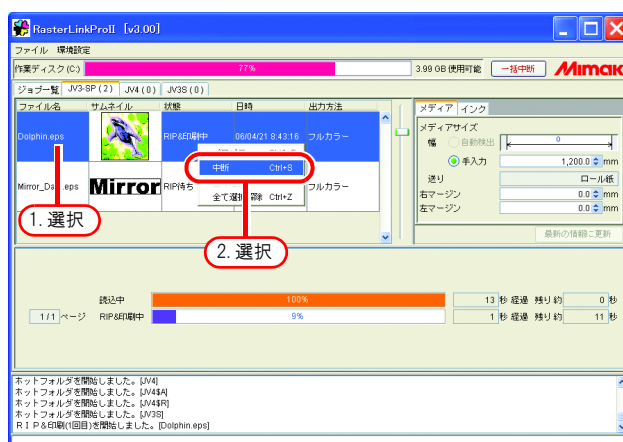 RasterLinkProII [v3.00]
ファイル 環境設定
作業ディスク(C:) 77% 3.99 GB 使用可能 一括中断 Mimaki
ジョブ一覧 JV3-SP(2) JV4(0) JV3S(0)
ファイル名 サムネイル 状態 日時 出力方法
Dolphin.eps RIP&印刷中 06/04/21 8:43:16 フルカラー
中断 Ctrl+S
Mirror_Da .eps Mirror RIP待ち フルカラー
全て選択 解除 Ctrl+Z
1.選択
2.選択
メディア インク
メディアサイズ
幅 自動検出 0
手入力 1,200.0 mm
送り ロール紙
右マージン 0.0 mm
左マージン 0.0 mm
最新の情報に更新
読込中 100% 13 秒 経過 残り約 0 秒
1/1 ページ RIP&印刷中 9% 1 秒 経過 残り約 11 秒
ホットフォルダを開始しました。[JV4]
ホットフォルダを開始しました。[JV4$A]
ホットフォルダを開始しました。[JV4$R]
ホットフォルダを開始しました。[JV3S]
RIP&印刷(1回目)を開始しました。[Dolphin.eps]